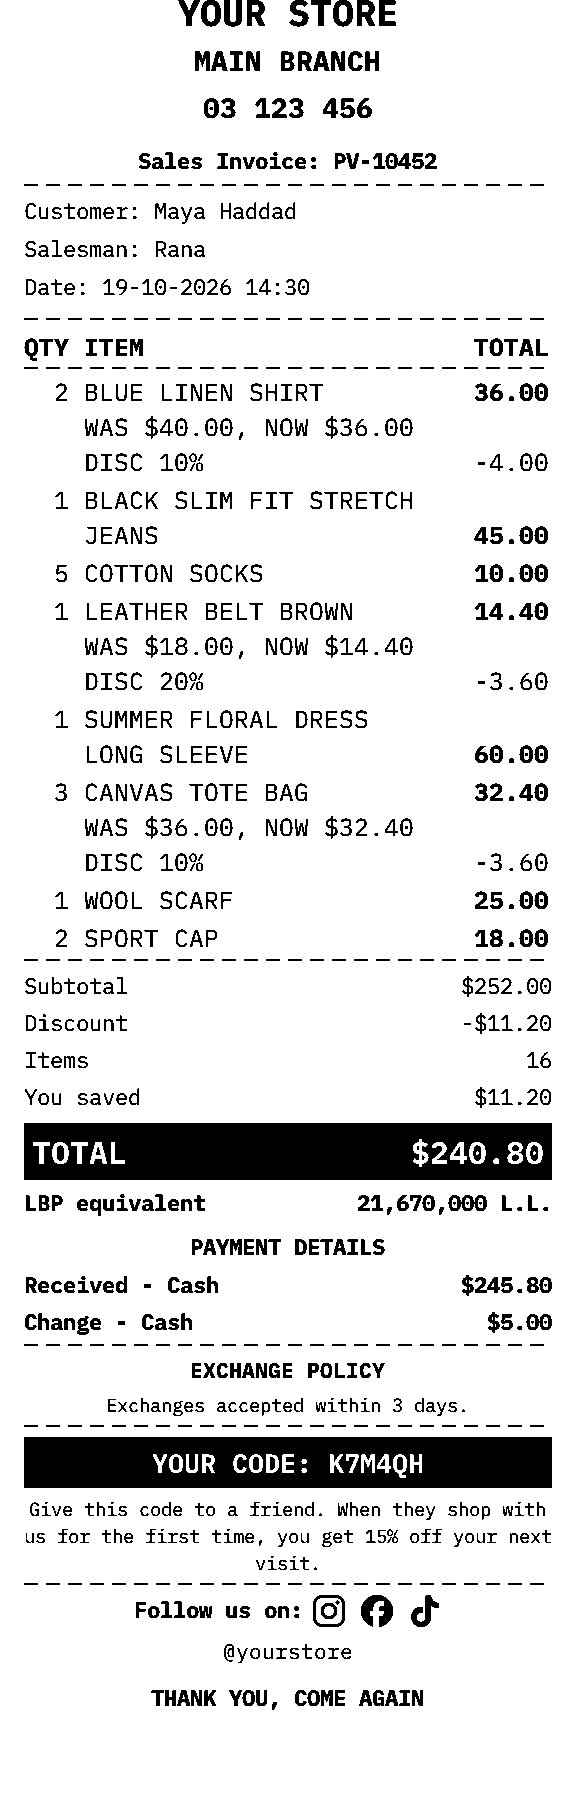 YOUR STORE
MAIN BRANCH
03 123 456
Sales Invoice: PV-10452
Customer: Maya Haddad
Salesman: Rana
Date: 19-10-2026 14:30
QTY ITEM TOTAL
2 BLUE LINEN SHIRT 36.00
WAS $40.00, NOW $36.00
DISC 10% -4.00
1 BLACK SLIM FIT STRETCH
JEANS 45.00
5 COTTON SOCKS 10.00
1 LEATHER BELT BROWN 14.40
WAS $18.00, NOW $14.40
DISC 20% -3.60
1 SUMMER FLORAL DRESS
LONG SLEEVE 60.00
3 CANVAS TOTE BAG 32.40
WAS $36.00, NOW $32.40
DISC 10% -3.60
1 WOOL SCARF 25.00
2 SPORT CAP 18.00
Subtotal $252.00
Discount -$11.20
Items 16
You saved $11.20
TOTAL $240.80
LBP equivalent 21,670,000 L.L.
PAYMENT DETAILS
Received - Cash $245.80
Change - Cash $5.00
EXCHANGE POLICY
Exchanges accepted within 3 days.
YOUR CODE: K7M4QH
Give this code to a friend. When they shop with
us for the first time, you get 15% off your next
visit.
Follow us on:
@yourstore
THANK YOU, COME AGAIN